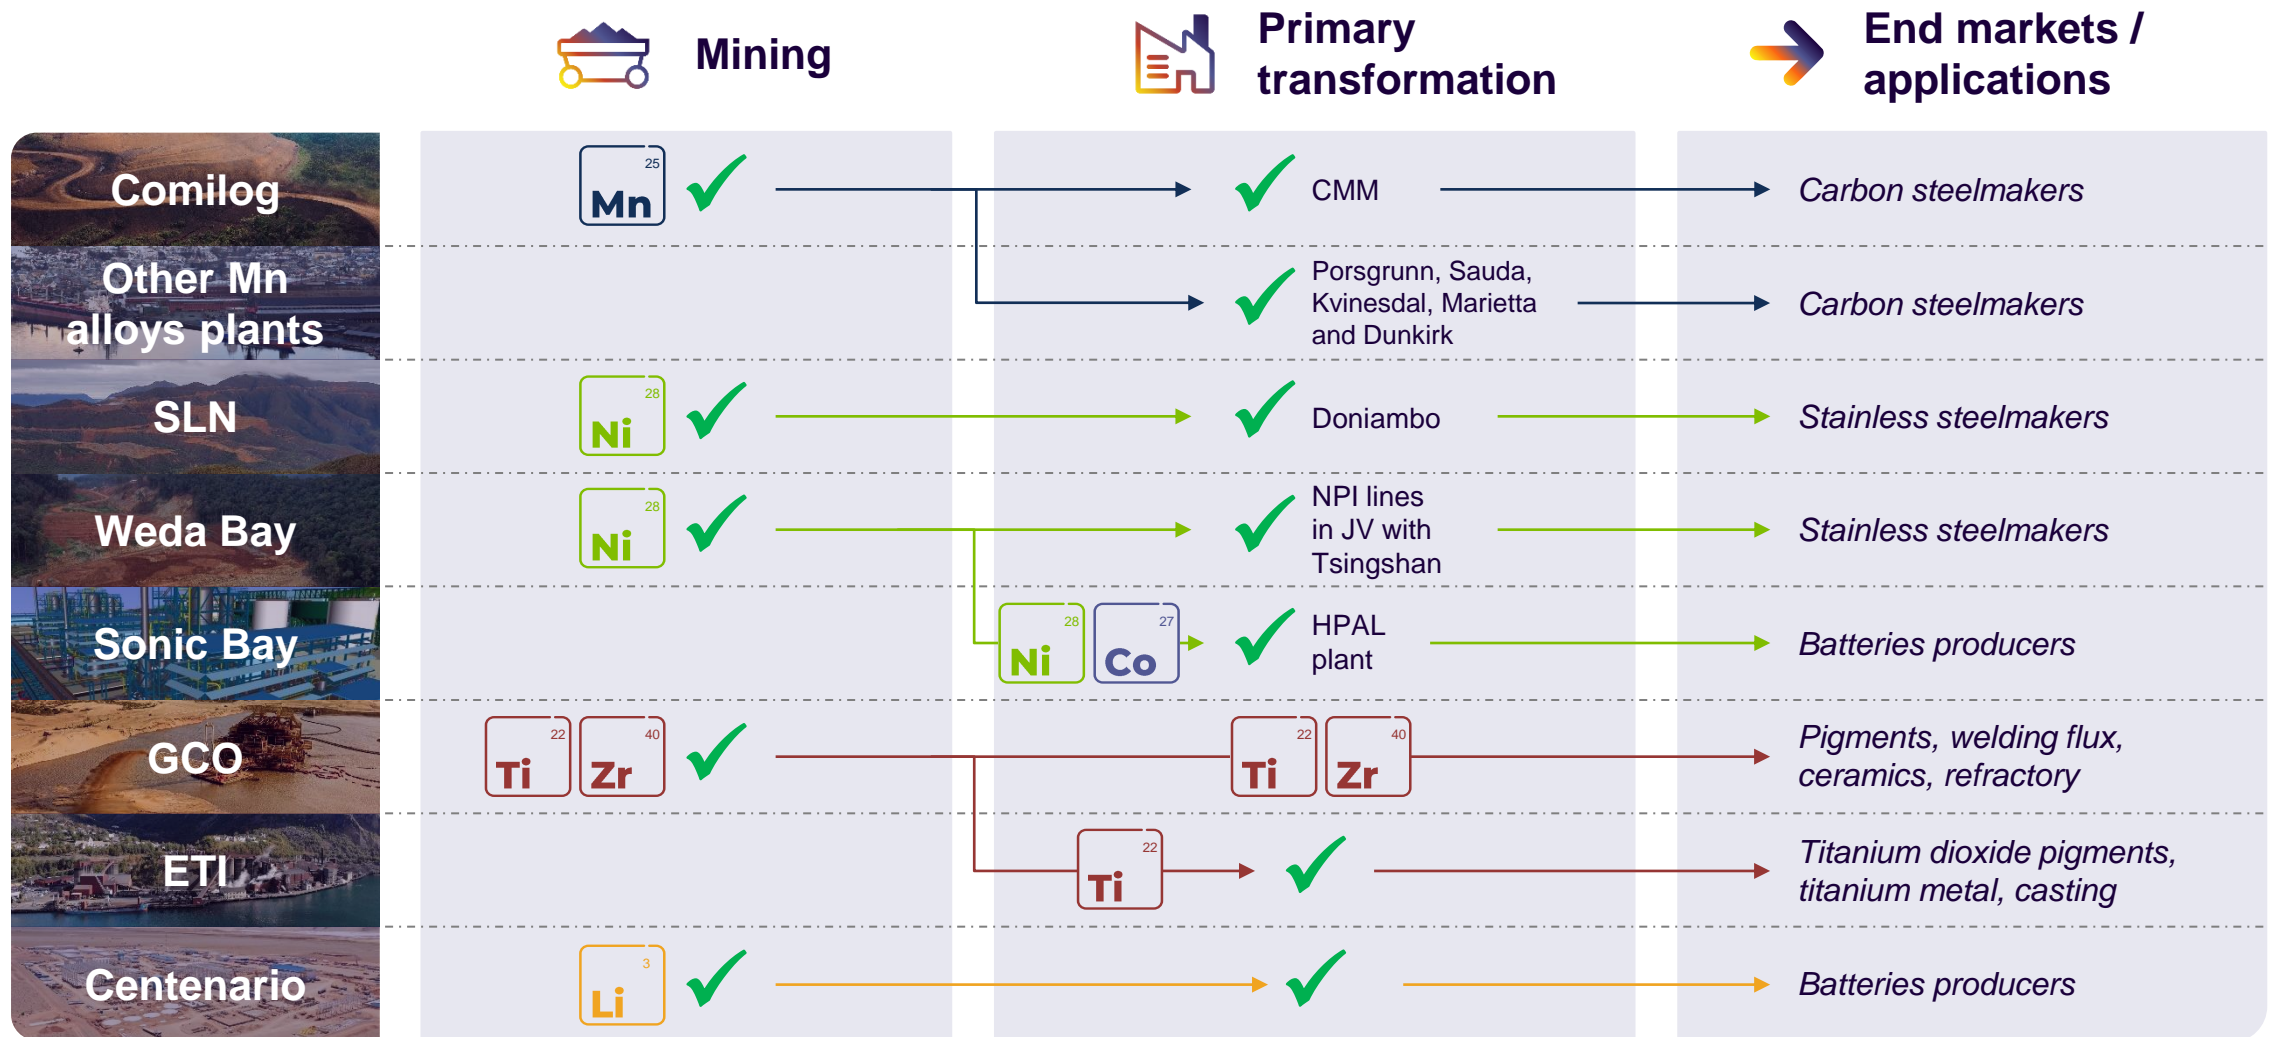 Mining
Primary
transformation
End markets /
applications
Comilog
25
Mn
CMM
Carbon steelmakers
Other Mn
alloys plants
Porsgrunn, Sauda,
Kvinesdal, Marietta
and Dunkirk
Carbon steelmakers
SLN
28
Ni
Doniambo
Stainless steelmakers
Weda Bay
28
Ni
NPI lines
in JV with
Tsingshan
Stainless steelmakers
Sonic Bay
28
Ni
27
Co
HPAL
plant
Batteries producers
GCO
22
Ti
40
Zr
22
Ti
40
Zr
Pigments, welding flux,
ceramics, refractory
ETI
22
Ti
Titanium dioxide pigments,
titanium metal, casting
Centenario
3
Li
Batteries producers